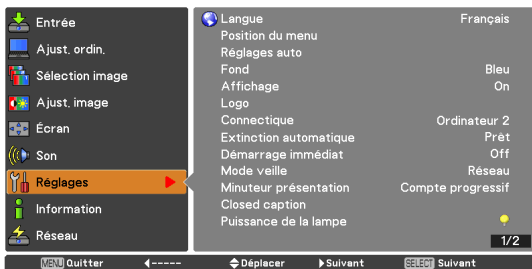 Entrée
Ajust. ordin.
Sélection image
Ajust. image
Écran
Son
Réglages
Information
Réseau
Langue Français
Position du menu
Réglages auto
Fond Bleu
Affichage On
Logo
Connectique Ordinateur 2
Extinction automatique Prêt
Démarrage immédiat Off
Mode veille Réseau
Minuteur présentation Compte progressif
Closed caption
Puissance de la lampe
1/2
MENU Quitter ----- Déplacer Suivant SELECT Suivant